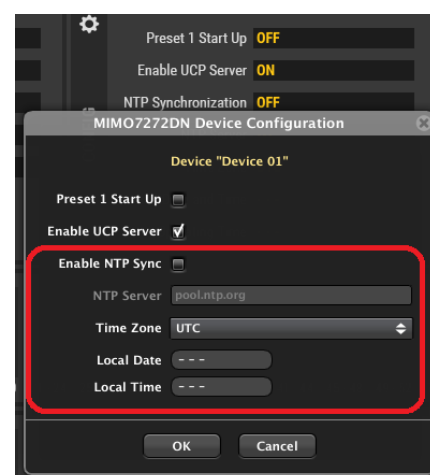 Preset 1 Start Up OFF
Enable UCP Server ON
NTP Synchronization OFF
MIMO7272DN Device Configuration
Device "Device 01"
Preset 1 Start Up
Enable UCP Server
Enable NTP Sync
NTP Server pool.ntp.org
Time Zone UTC
Local Date ---
Local Time ---
OK Cancel